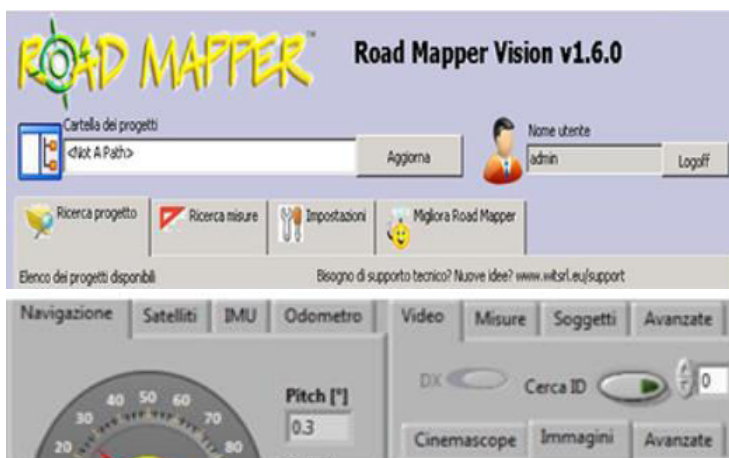 ROAD MAPPER™
Road Mapper Vision v1.6.0
Cartella dei progetti
<Not A Path>
Aggiorna
Nome utente
admin
Logoff
Ricerca progetto
Ricerca misure
Impostazioni
Migliora Road Mapper
Elenco dei progetti disponibili
Bisogno di supporto tecnico? Nuove idee? www.witsrl.eu/support
Navigazione
Satelliti
IMU
Odometro
Video
Misure
Soggetti
Avanzate
20
30
40
50
60
70
80
Pitch [°]
0.3
DX
Cerca ID
0
Cinemascope
Immagini
Avanzate